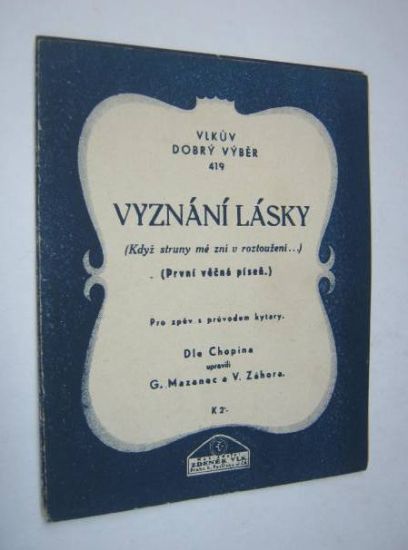 VLKŮV
DOBRÝ VÝBĚR
419
VYZNÁNÍ LÁSKY
(Když struny mé zní v roztoužení...)
(První věčná píseň.)
Pro zpěv s průvodem kytary.
Dle Chopina
upravili
G. Mazanec a V. Záhora.
K 2·-
ZDENĚK VLK